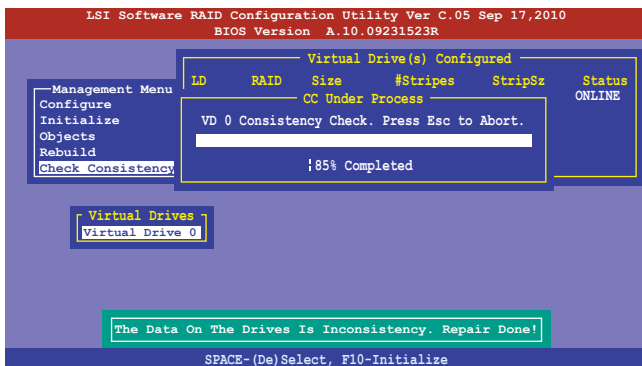 LSI Software RAID Configuration Utility Ver C.05 Sep 17,2010
BIOS Version A.10.09231523R
Virtual Drive(s) Configured
LD RAID Size #Stripes StripSz Status
ONLINE
CC Under Process
VD 0 Consistency Check. Press Esc to Abort.
¦85% Completed
Management Menu
Configure
Initialize
Objects
Rebuild
Check Consistency
Virtual Drives
Virtual Drive 0
The Data On The Drives Is Inconsistency. Repair Done!
SPACE-(De)Select, F10-Initialize